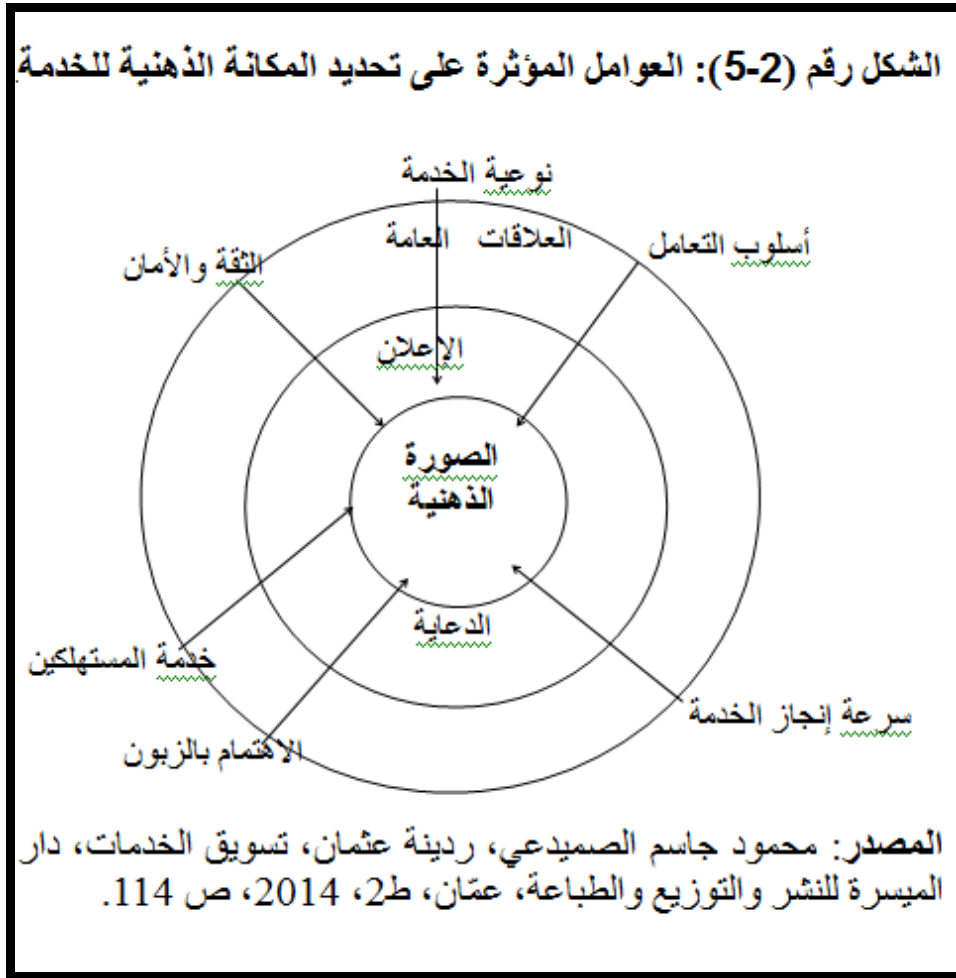 الشكل رقم (2-5): العوامل المؤثرة على تحديد المكانة الذهنية للخدمة.
نوعية الخدمة
العلاقات العامة
أسلوب التعامل
الثقة والأمان
الإعلان
الصورة
الذهنية
الدعاية
خدمة المستهلكين
سرعة إنجاز الخدمة
الاهتمام بالزبون
المصدر: محمود جاسم الصميدعي، ردينة عثمان، تسويق الخدمات، دار
الميسرة للنشر والتوزيع والطباعة، عمّان، ط2، 2014، ص 114.